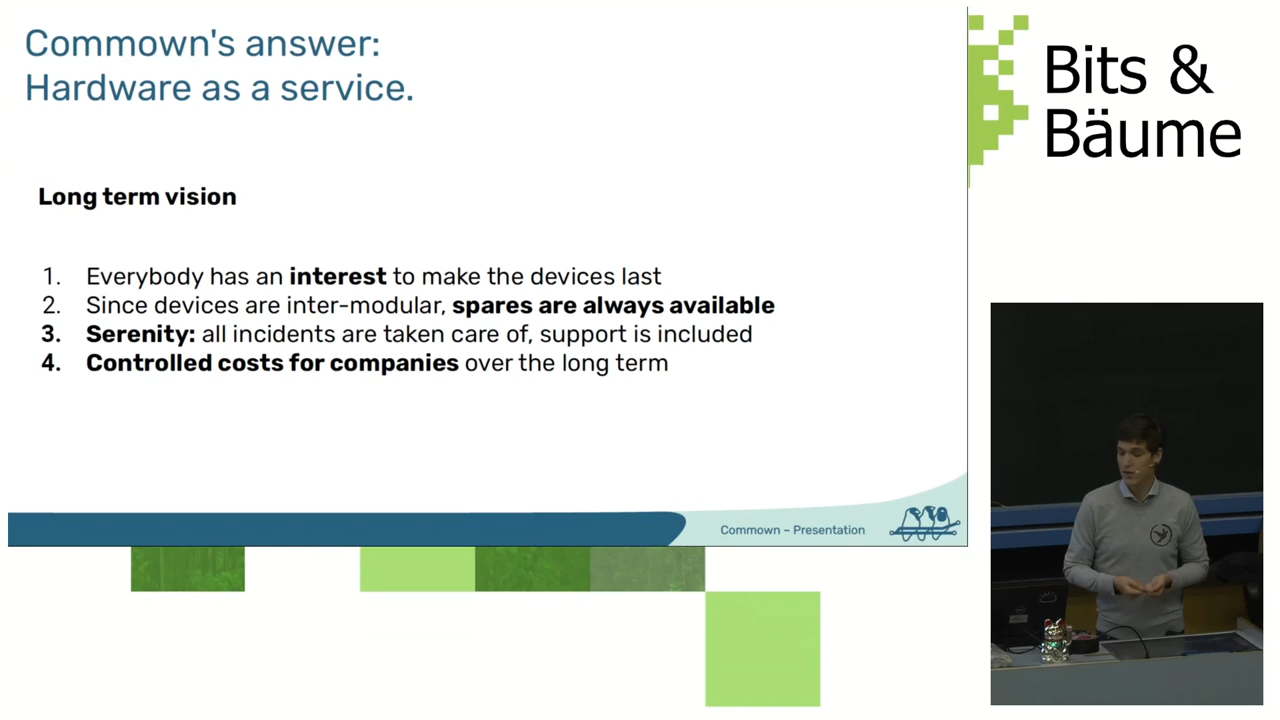 Commown's answer:
Hardware as a service.
Long term vision
1. Everybody has an interest to make the devices last
2. Since devices are inter-modular, spares are always available
3. Serenity: all incidents are taken care of, support is included
4. Controlled costs for companies over the long term
Commown – Presentation
Bits &
Bäume